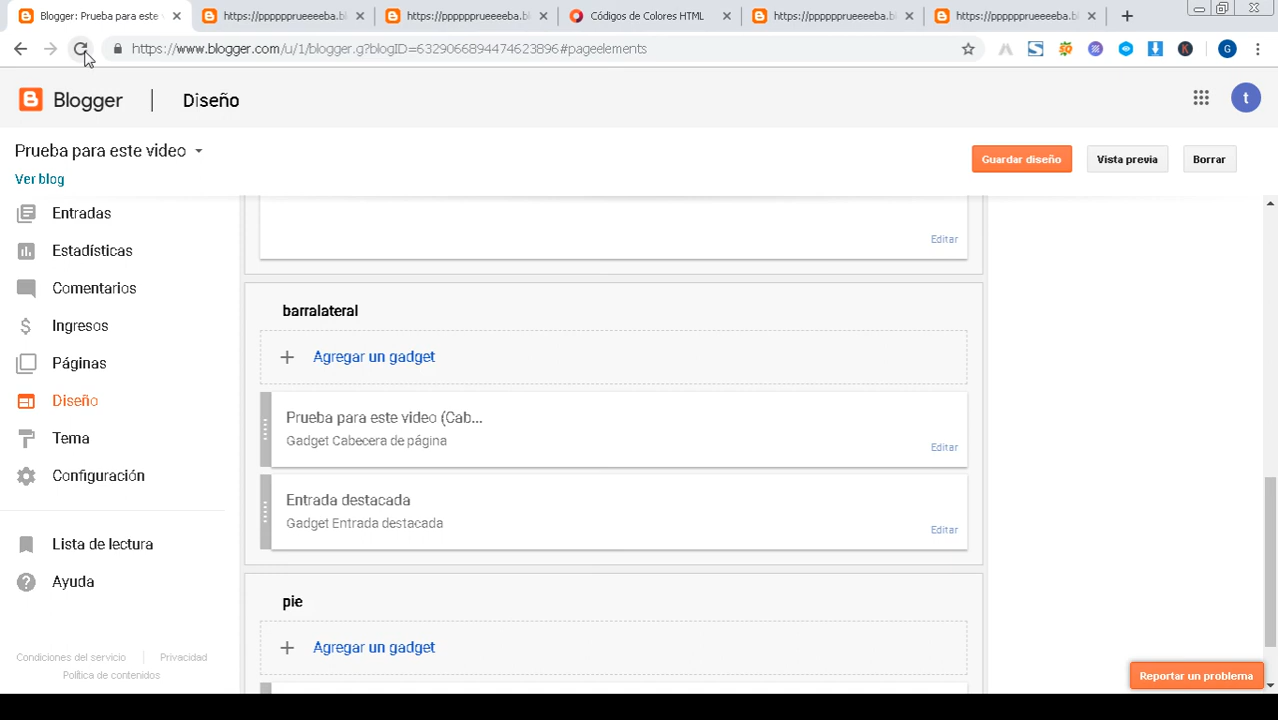 Blogger: Prueba para este v
https://ppppppprueeeeba.bl
https://ppppppprueeeeba.bl
Códigos de Colores HTML
https://ppppppprueeeeba.bl
https://ppppppprueeeeba.bl
https://www.blogger.com/u/1/blogger.g?blogID=6329066894474623896#pageelements
G
Blogger
Diseño
t
Prueba para este video
Guardar diseño
Vista previa
Borrar
Ver blog
Entradas
Estadísticas
Comentarios
Ingresos
Páginas
Diseño
Tema
Configuración
Lista de lectura
Ayuda
Condiciones del servicio
Privacidad
Política de contenidos
Editar
barralateral
Agregar un gadget
Prueba para este video (Cab...
Gadget Cabecera de página
Editar
Entrada destacada
Gadget Entrada destacada
Editar
pie
Agregar un gadget
Reportar un problema